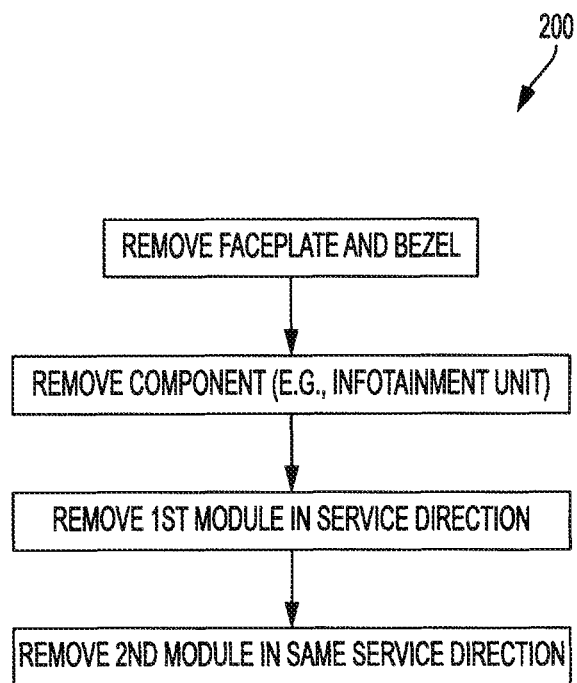 200
REMOVE FACEPLATE AND BEZEL
REMOVE COMPONENT (E.G., INFOTAINMENT UNIT)
REMOVE 1ST MODULE IN SERVICE DIRECTION
REMOVE 2ND MODULE IN SAME SERVICE DIRECTION